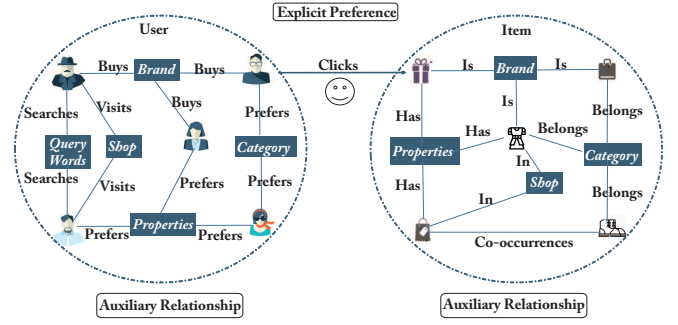 Explicit Preference
User
Item
Buys
Brand
Buys
Clicks
Is
Brand
Is
Searches
Visits
Buys
Prefers
Has
Is
Belongs
Query
Words
Shop
Category
Properties
Has
Belongs
Category
Searches
Visits
Prefers
Prefers
Has
In
Shop
Belongs
In
Prefers
Properties
Prefers
Co-occurrences
Auxiliary Relationship
Auxiliary Relationship